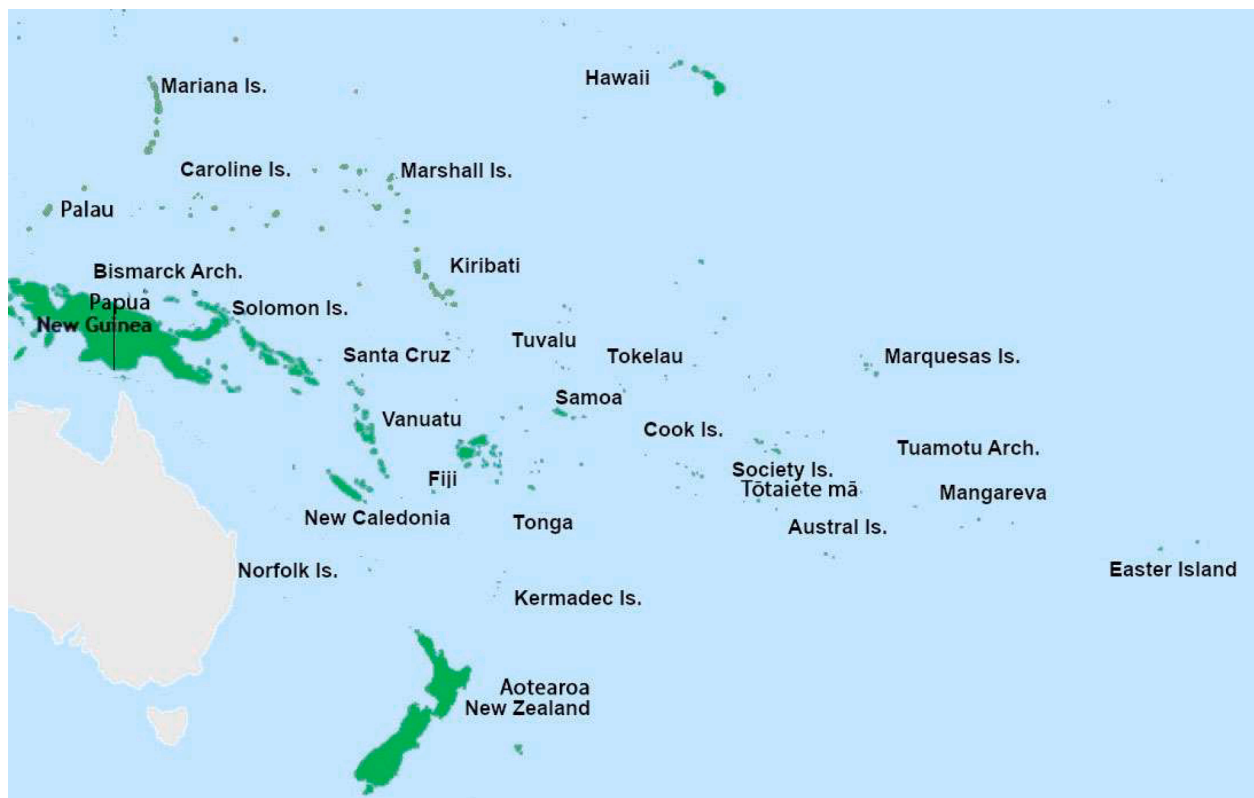 Hawaii
Mariana Is.
Caroline Is.
Marshall Is.
Palau
Kiribati
Bismarck Arch.
Papua
New Guinea
Solomon Is.
Tuvalu
Santa Cruz
Tokelau
Marquesas Is.
Samoa
Vanuatu
Cook Is.
Tuamotu Arch.
Society Is.
Tōtaiete mā
Fiji
Mangareva
New Caledonia
Tonga
Austral Is.
Norfolk Is.
Easter Island
Kermadec Is.
Aotearoa
New Zealand